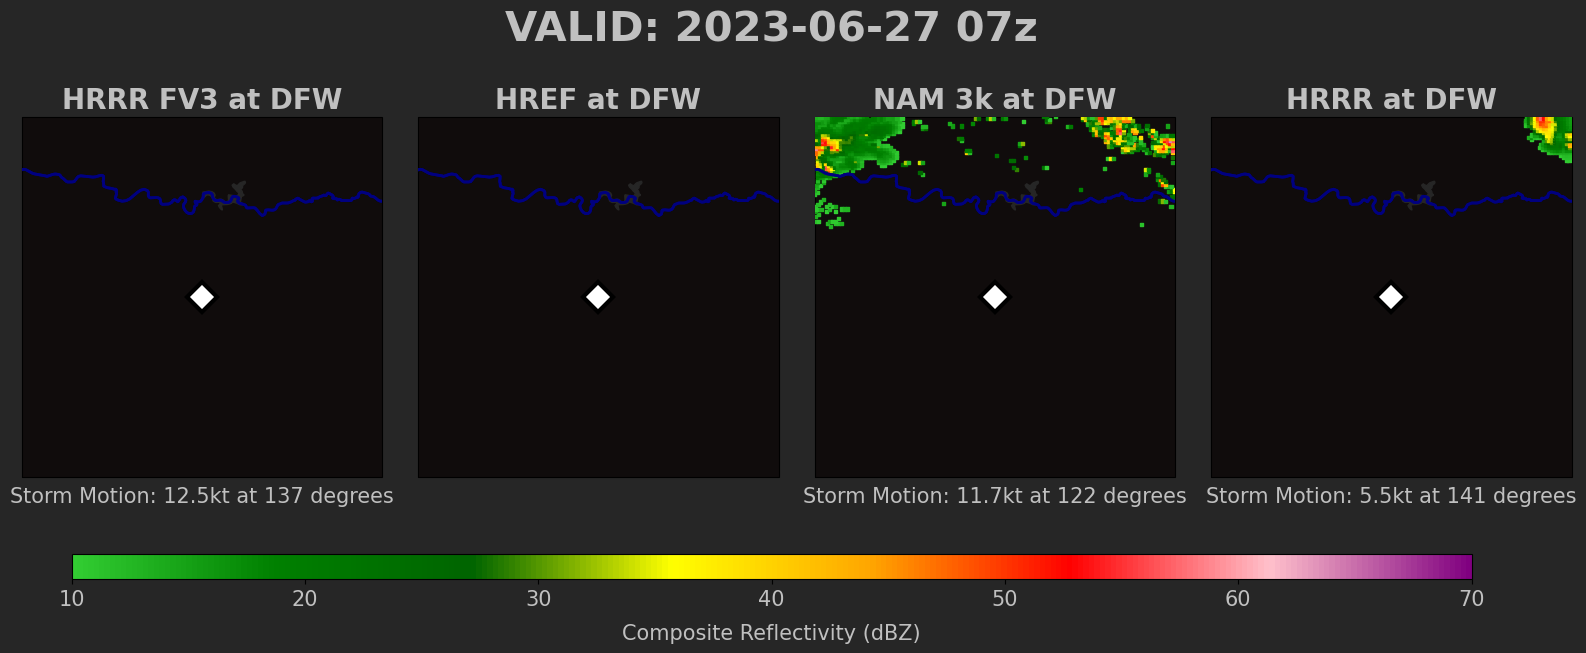 VALID: 2023-06-27 07z
HRRR FV3 at DFW
HREF at DFW
NAM 3k at DFW
HRRR at DFW
Storm Motion: 12.5kt at 137 degrees
Storm Motion: 11.7kt at 122 degrees
Storm Motion: 5.5kt at 141 degrees
10 20 30 40 50 60 70
Composite Reflectivity (dBZ)